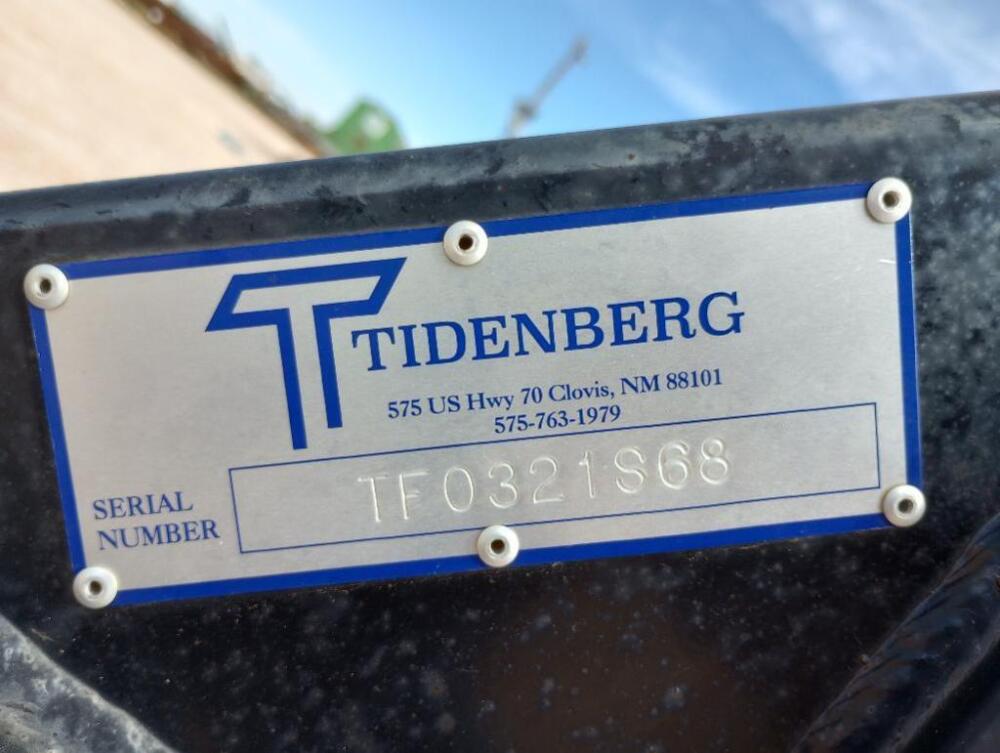 TIDENBERG
575 US Hwy 70 Clovis, NM 88101
575-763-1979
SERIAL
NUMBER
TF0321S68